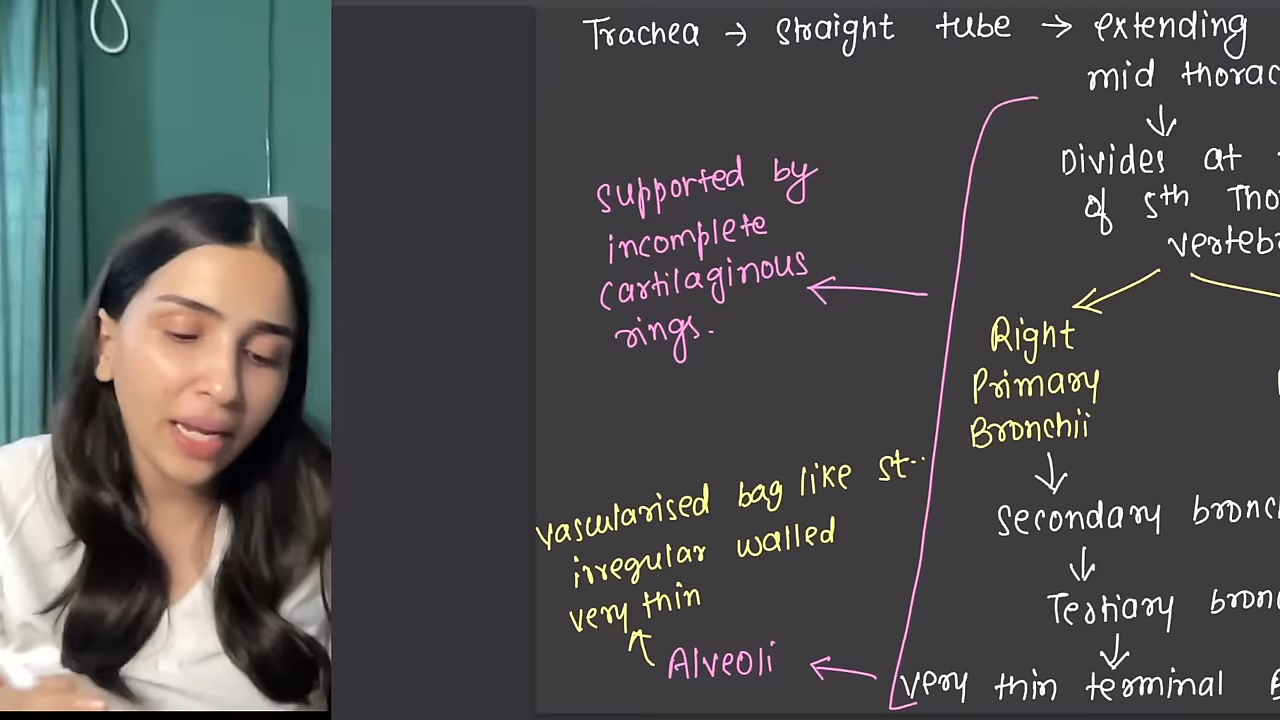 Trachea → straight tube → extending
mid thorac
↓
Divides at
of 5th Tho
vertebr
supported by
incomplete
cartilaginous
rings.
←
Right
Primary
Bronchii
↓
Secondary bronc
↓
Tertiary bron
↓
very thin terminal B
← Alveoli
vascularised bag like st..
irregular walled
very thin